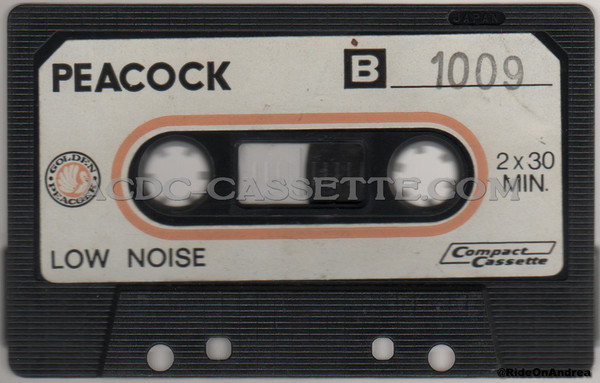 JAPAN
PEACOCK B 1009
GOLDEN PEACOCK
2 x 30
MIN.
ACDC-CASSETTE.COM
LOW NOISE
Compact
Cassette
@RideOnAndrea